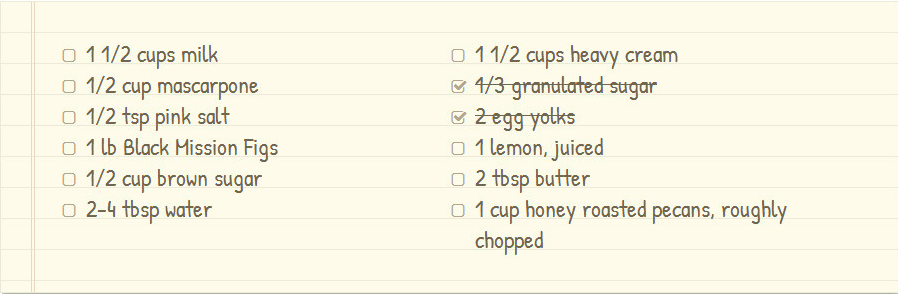 1 1/2 cups milk
1/2 cup mascarpone
1/2 tsp pink salt
1 lb Black Mission Figs
1/2 cup brown sugar
2-4 tbsp water
1 1/2 cups heavy cream
1/3 granulated sugar
2 egg yolks
1 lemon, juiced
2 tbsp butter
1 cup honey roasted pecans, roughly
chopped